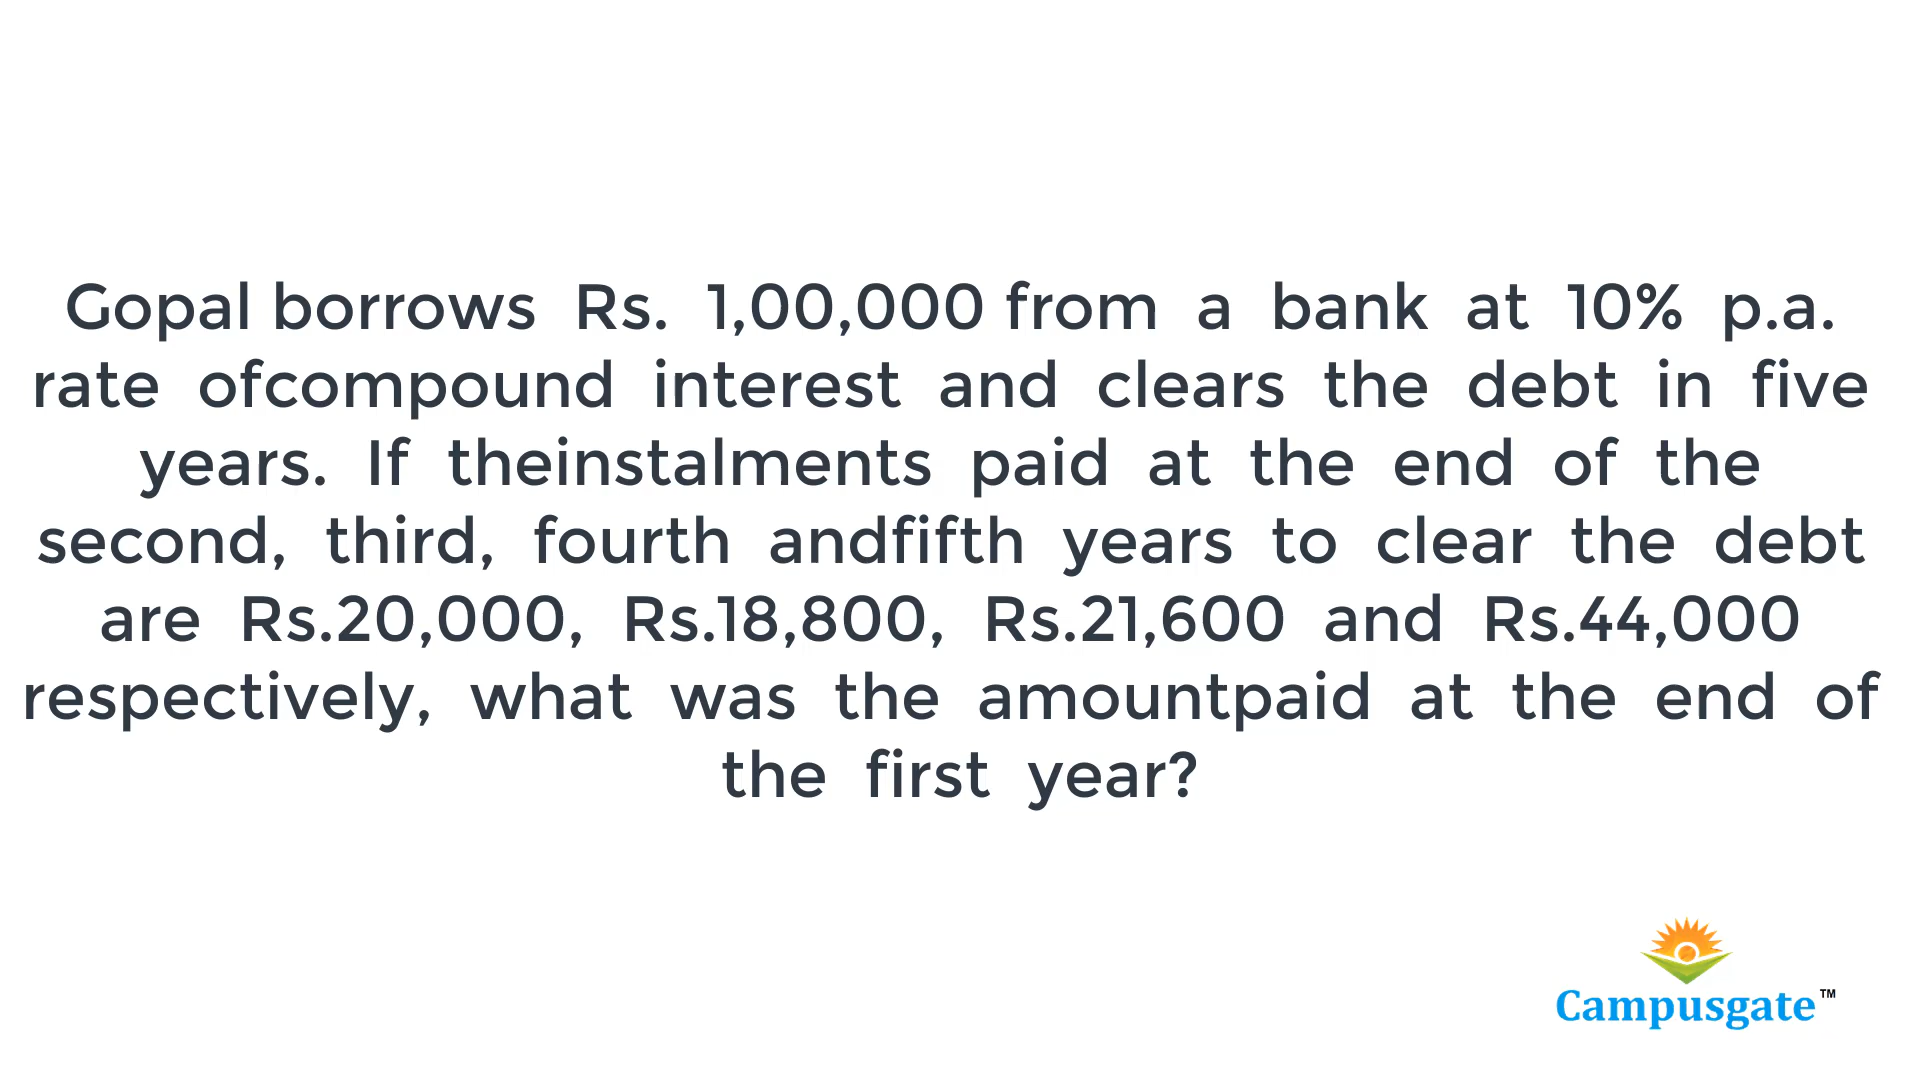 Gopal borrows Rs. 1,00,000 from a bank at 10% p.a.
rate ofcompound interest and clears the debt in five
years. If theinstalments paid at the end of the
second, third, fourth andfifth years to clear the debt
are Rs.20,000, Rs.18,800, Rs.21,600 and Rs.44,000
respectively, what was the amountpaid at the end of
the first year?
Campusgate™